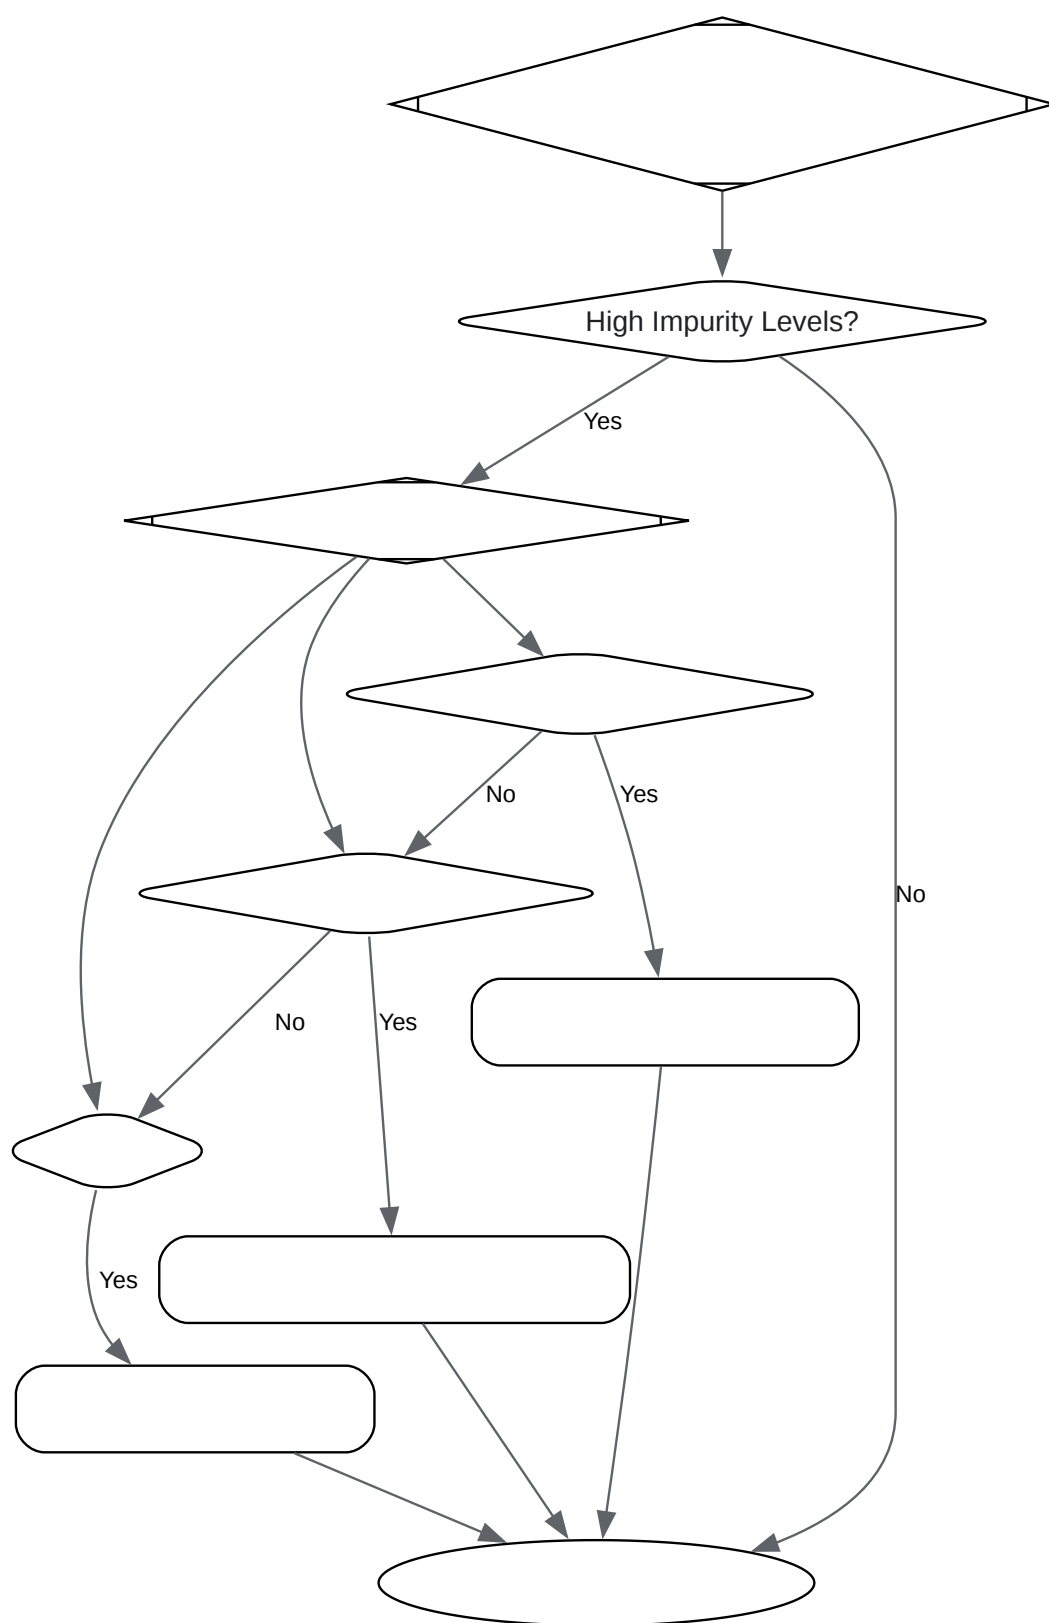 High Impurity Levels?
Yes
No
Yes
No
No
Yes
Yes